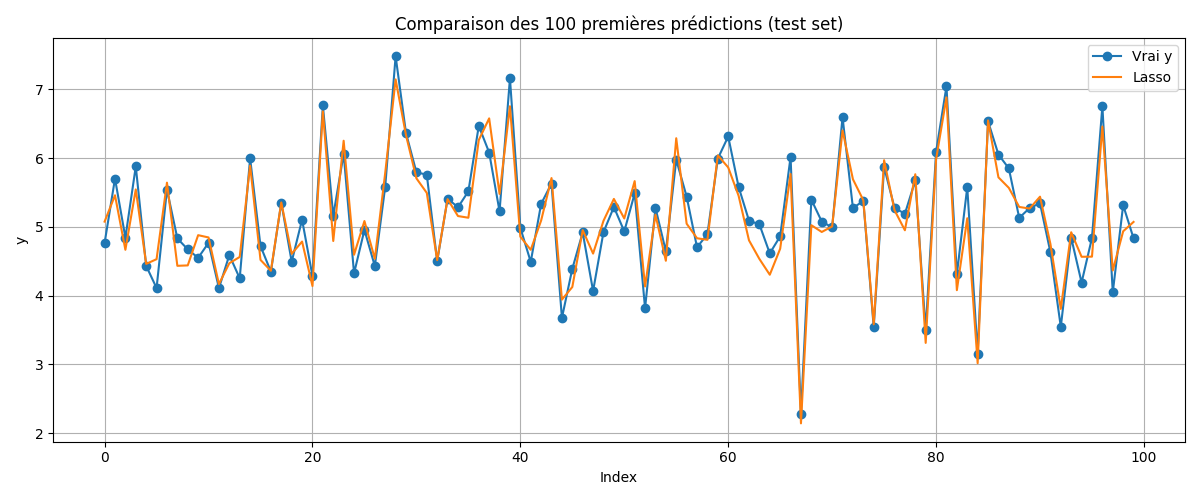 Comparaison des 100 premières prédictions (test set)
Vrai y
Lasso
y
7
6
5
4
3
2
0
20
40
60
80
100
Index